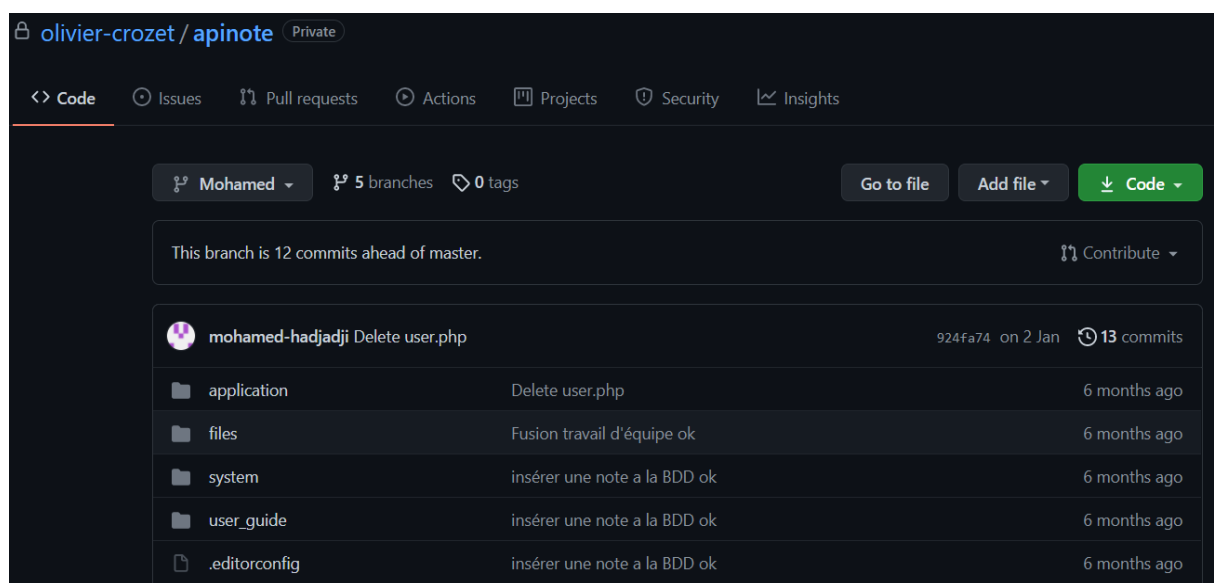 olivier-crozet / apinote Private
Code Issues Pull requests Actions Projects Security Insights
Mohamed 5 branches 0 tags Go to file Add file Code
This branch is 12 commits ahead of master. Contribute
mohamed-hadjadji Delete user.php 924fa74 on 2 Jan 13 commits
application Delete user.php 6 months ago
files Fusion travail d'équipe ok 6 months ago
system insérer une note a la BDD ok 6 months ago
user_guide insérer une note a la BDD ok 6 months ago
.editorconfig insérer une note a la BDD ok 6 months ago